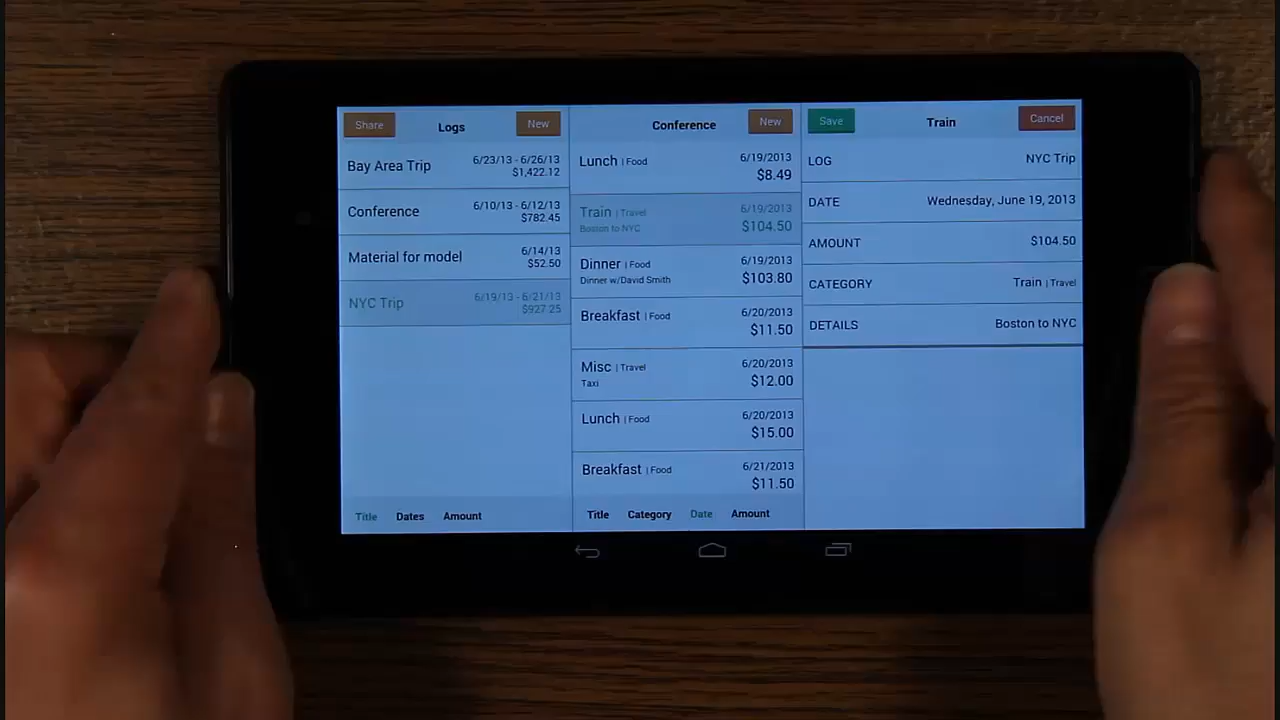 Share Logs New
Bay Area Trip 6/23/13 - 6/26/13
$1,422.12
Conference 6/10/13 - 6/12/13
$782.45
Material for model 6/14/13
$52.50
NYC Trip 6/19/13 - 6/21/13
$927.25
Title Dates Amount
Conference New
Lunch | Food 6/19/2013
$8.49
Train | Travel 6/19/2013
Boston to NYC $104.50
Dinner | Food 6/19/2013
Dinner w/David Smith $103.80
Breakfast | Food 6/20/2013
$11.50
Misc | Travel 6/20/2013
Taxi $12.00
Lunch | Food 6/20/2013
$15.00
Breakfast | Food 6/21/2013
$11.50
Title Category Date Amount
Save Train Cancel
LOG NYC Trip
DATE Wednesday, June 19, 2013
AMOUNT $104.50
CATEGORY Train | Travel
DETAILS Boston to NYC